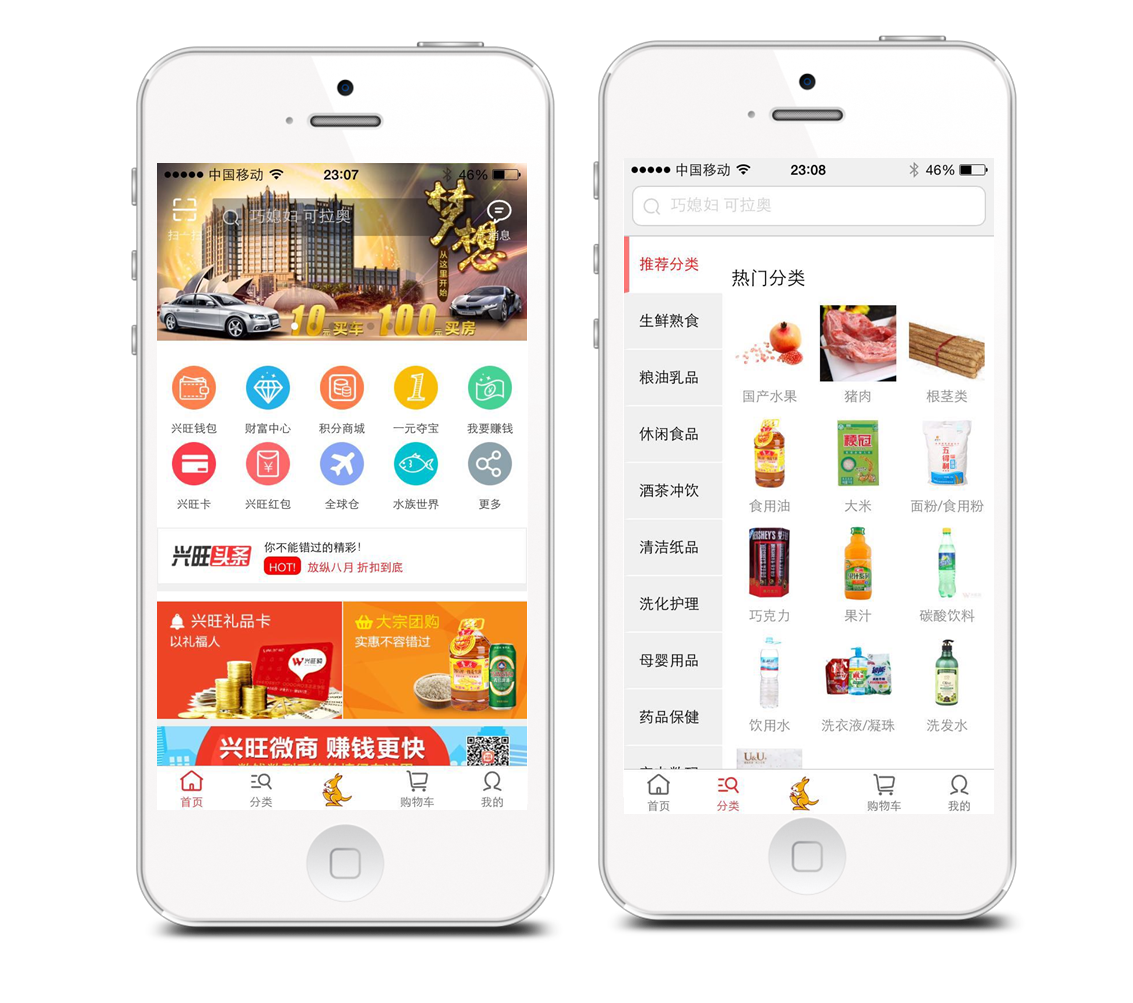 中国移动 23:07 46%
巧媳妇 可拉奥
扫一扫
消息
梦想
从这里开始
10元买车 100元买房
兴旺钱包 财富中心 积分商城 一元夺宝 我要赚钱
兴旺卡 兴旺红包 全球仓 水族世界 更多
兴旺头条
你不能错过的精彩!
HOT! 放纵八月 折扣到底
兴旺礼品卡
以礼福人
大宗团购
实惠不容错过
兴旺微商 赚钱更快
首页 分类 购物车 我的
中国移动 23:08 46%
巧媳妇 可拉奥
推荐分类
生鲜熟食
粮油乳品
休闲食品
酒茶冲饮
清洁纸品
洗化护理
母婴用品
药品保健
热门分类
国产水果 猪肉 根茎类
五得利
食用油 大米 面粉/食用粉
HERSHEY'S
巧克力 果汁 碳酸饮料
饮用水 洗衣液/凝珠 洗发水
首页 分类 购物车 我的